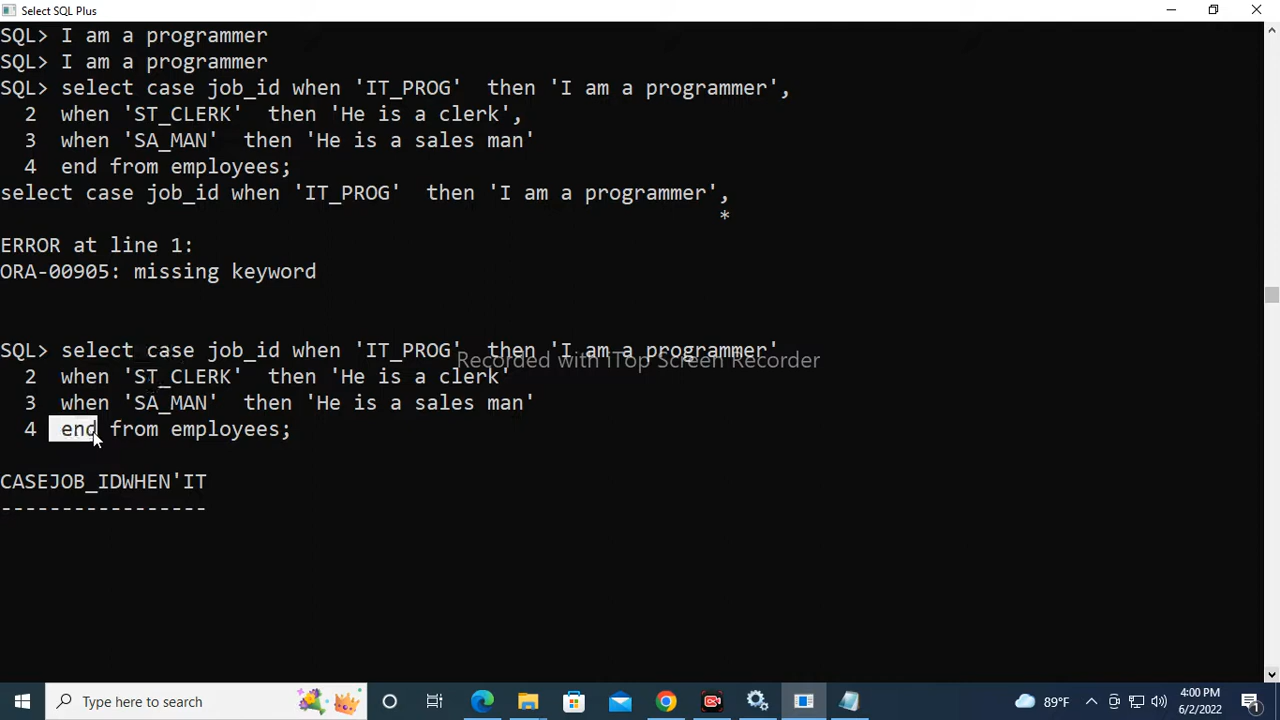 Select SQL Plus
SQL> I am a programmer
SQL> I am a programmer
SQL> select case job_id when 'IT_PROG'  then 'I am a programmer',
2  when 'ST_CLERK'  then 'He is a clerk',
3  when 'SA_MAN'  then 'He is a sales man'
4  end from employees;
select case job_id when 'IT_PROG'  then 'I am a programmer',
*
ERROR at line 1:
ORA-00905: missing keyword
SQL> select case job_id when 'IT_PROG'  then 'I am a programmer'
Recorded with iTop Screen Recorder
2  when 'ST_CLERK'  then 'He is a clerk'
3  when 'SA_MAN'  then 'He is a sales man'
4  end from employees;
CASEJOB_IDWHEN'IT
-----------------
Type here to search
89°F
4:00 PM
6/2/2022
1